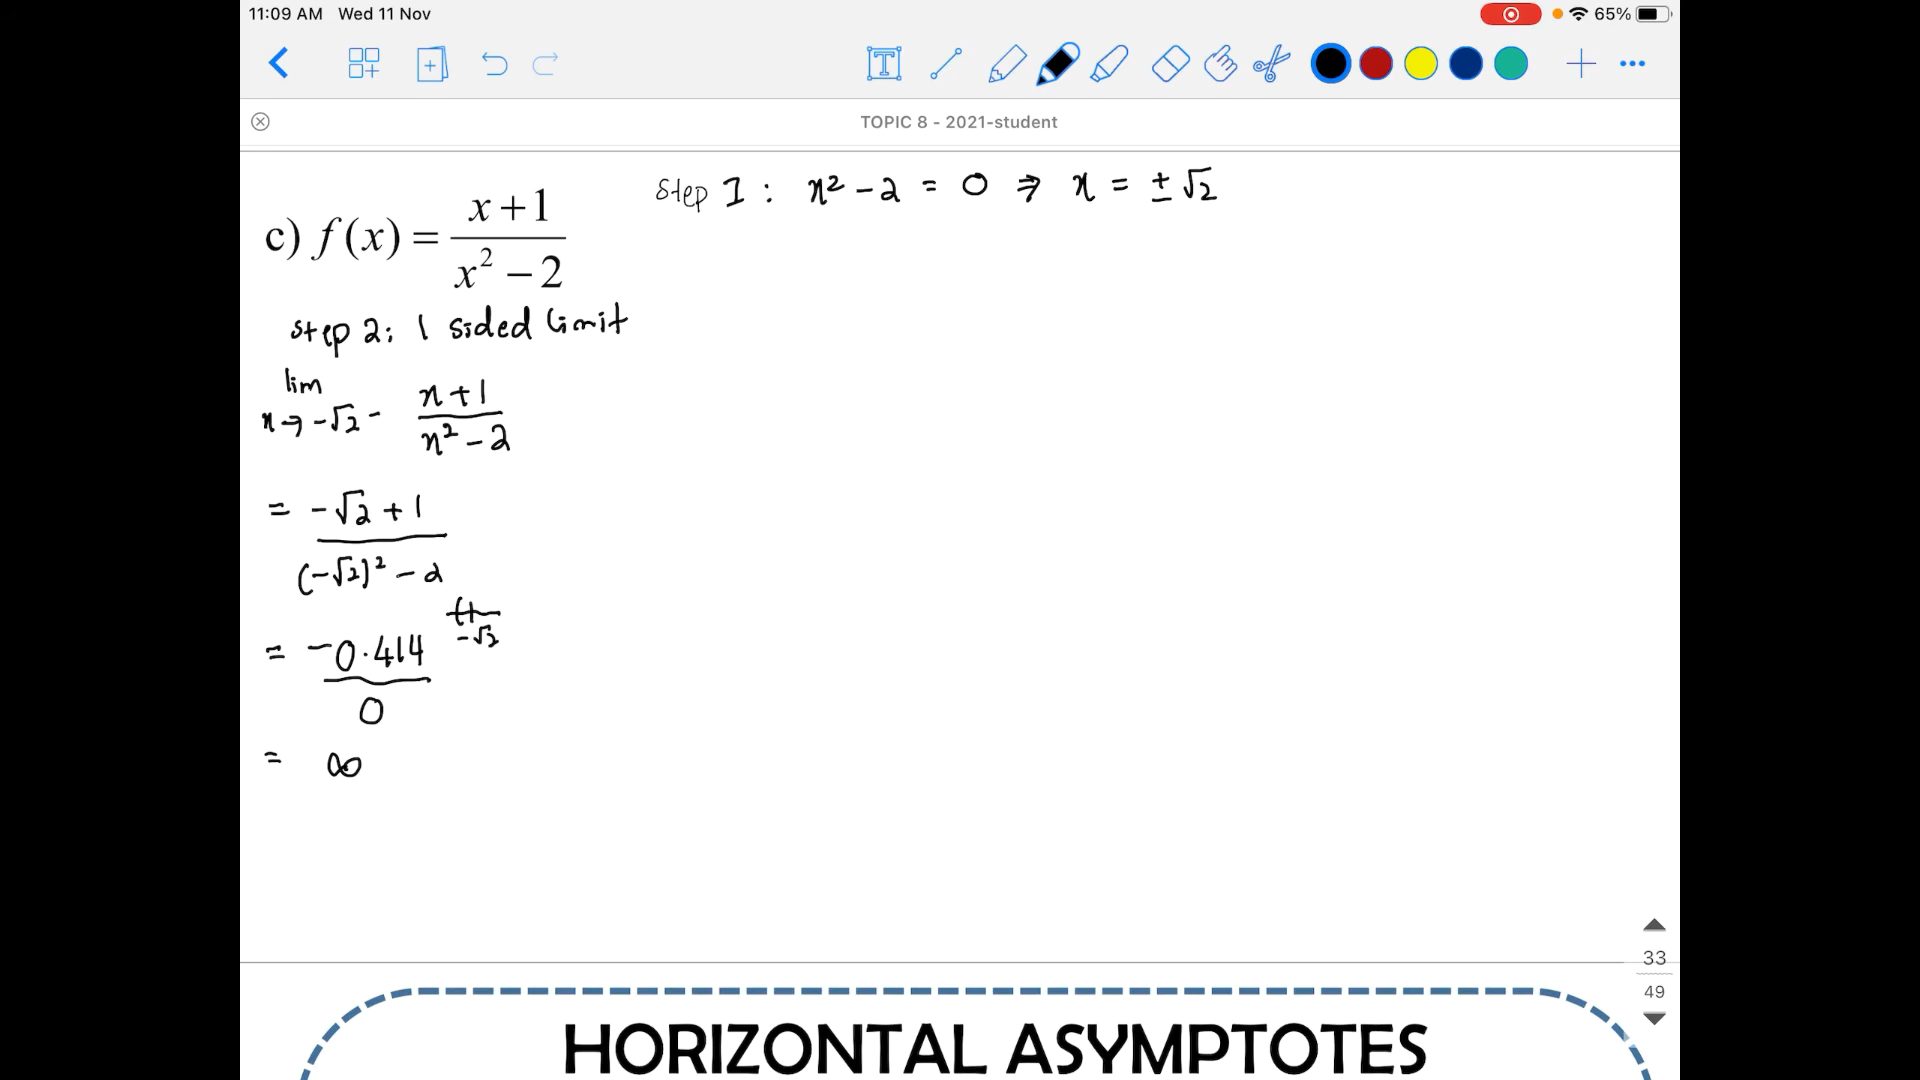 11:09 AM Wed 11 Nov 65%
TOPIC 8 - 2021-student
c) f(x) = (x+1)/(x² − 2)
Step I : x² − 2 = 0 ⇒ x = ±√2
Step 2: 1 sided limit
lim x→ −√2 − (x+1)/(x² − 2)
= (−√2 + 1)/((−√2)² − 2)
= −0.414/0
= ∞
−√2
33
49
HORIZONTAL ASYMPTOTES